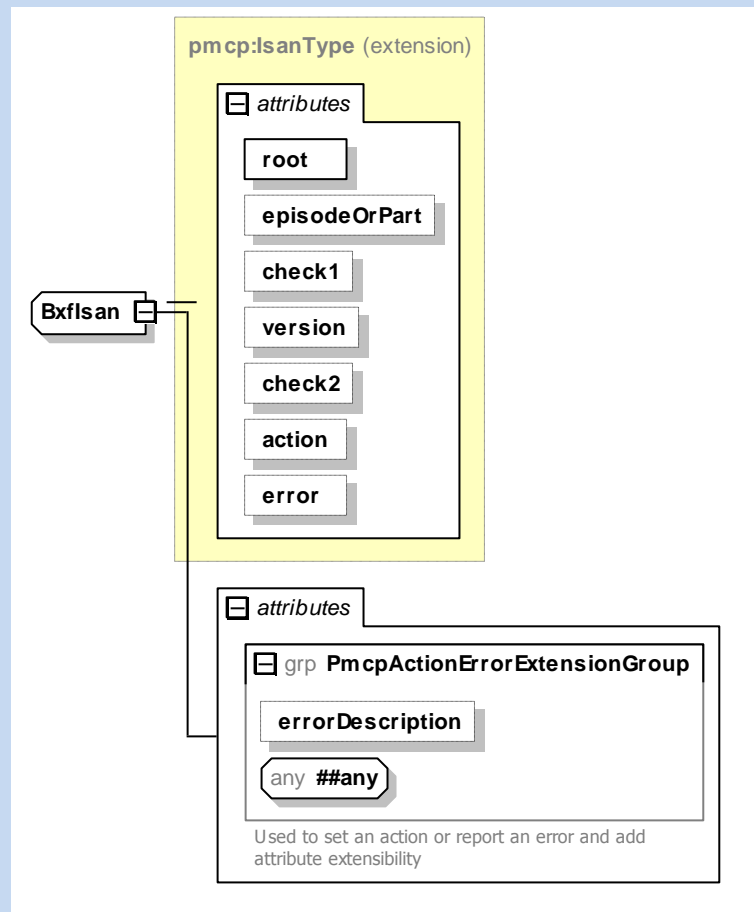 pmcp:IsanType (extension)
attributes
root
episodeOrPart
check1
BxfIsan
version
check2
action
error
attributes
grp PmcpActionErrorExtensionGroup
errorDescription
any ##any
Used to set an action or report an error and add
attribute extensibility